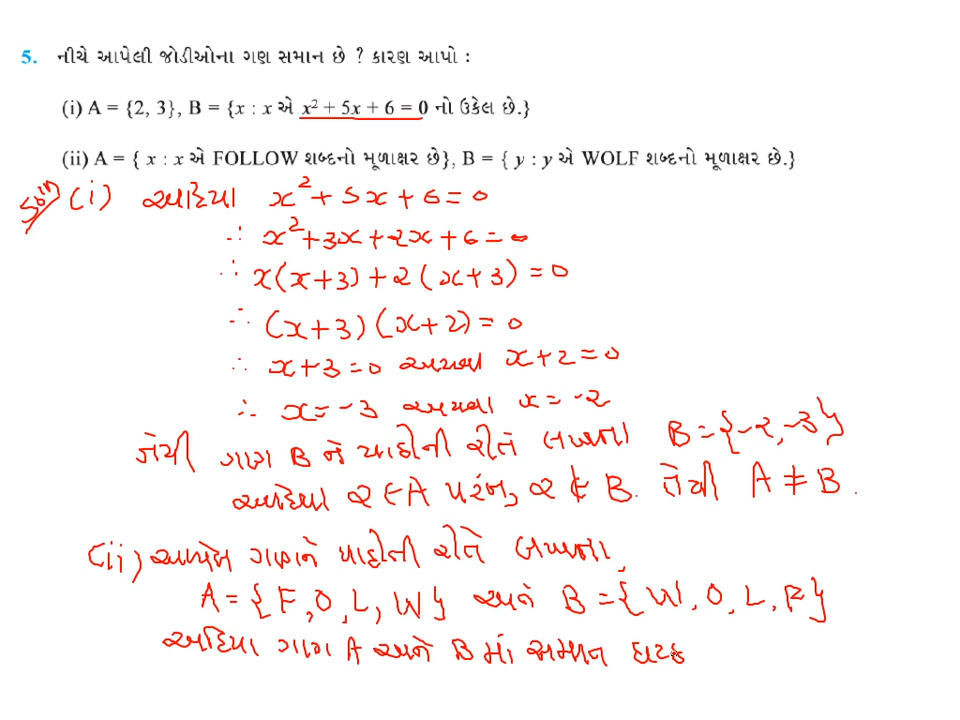 5. નીચે આપેલી જોડીઓના ગણ સમાન છે ? કારણ આપો :
(i) A = {2, 3}, B = {x : x એ x² + 5x + 6 = 0 નો ઉકેલ છે.}
(ii) A = { x : x એ FOLLOW શબ્દનો મૂળાક્ષર છે}, B = { y : y એ WOLF શબ્દનો મૂળાક્ષર છે.}
Soln (i) અહિયા x² + 5x + 6 = 0
∴ x² + 3x + 2x + 6 = 0
∴ x(x+3) + 2(x+3) = 0
∴ (x+3)(x+2) = 0
∴ x+3 = 0 અથવા x+2 = 0
∴ x = -3 અથવા x = -2
તેથી ગણ B ને યાદીની રીતે લખતા B = {-2, -3}
અહિયા 2 ∈ A પરંતુ, 2 ∉ B. તેથી A ≠ B.
(ii) આપેલ ગણને યાદીની રીતે લખતા,
A = {F, O, L, W} અને B = {W, O, L, F}
અહિયા ગણ A અને B માં સમાન ઘટક